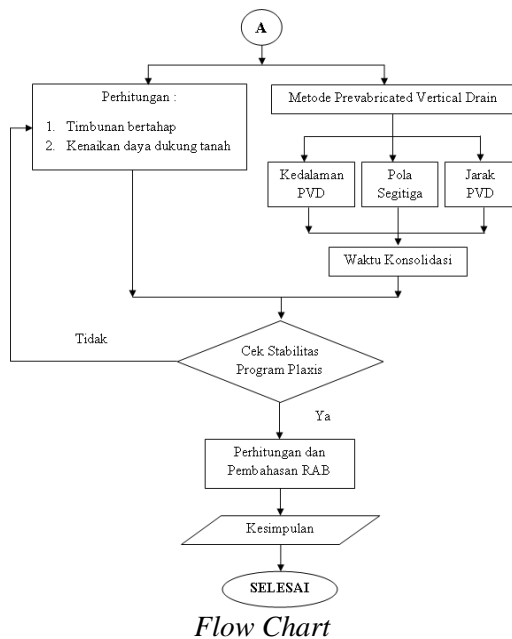 A
Perhitungan :
1. Timbunan bertahap
2. Kenaikan daya dukung tanah
Metode Prevabricated Vertical Drain
Kedalaman
PVD
Pola
Segitiga
Jarak
PVD
Waktu Konsolidasi
Tidak
Cek Stabilitas
Program Plaxis
Ya
Perhitungan dan
Pembahasan RAB
Kesimpulan
SELESAI
Flow Chart